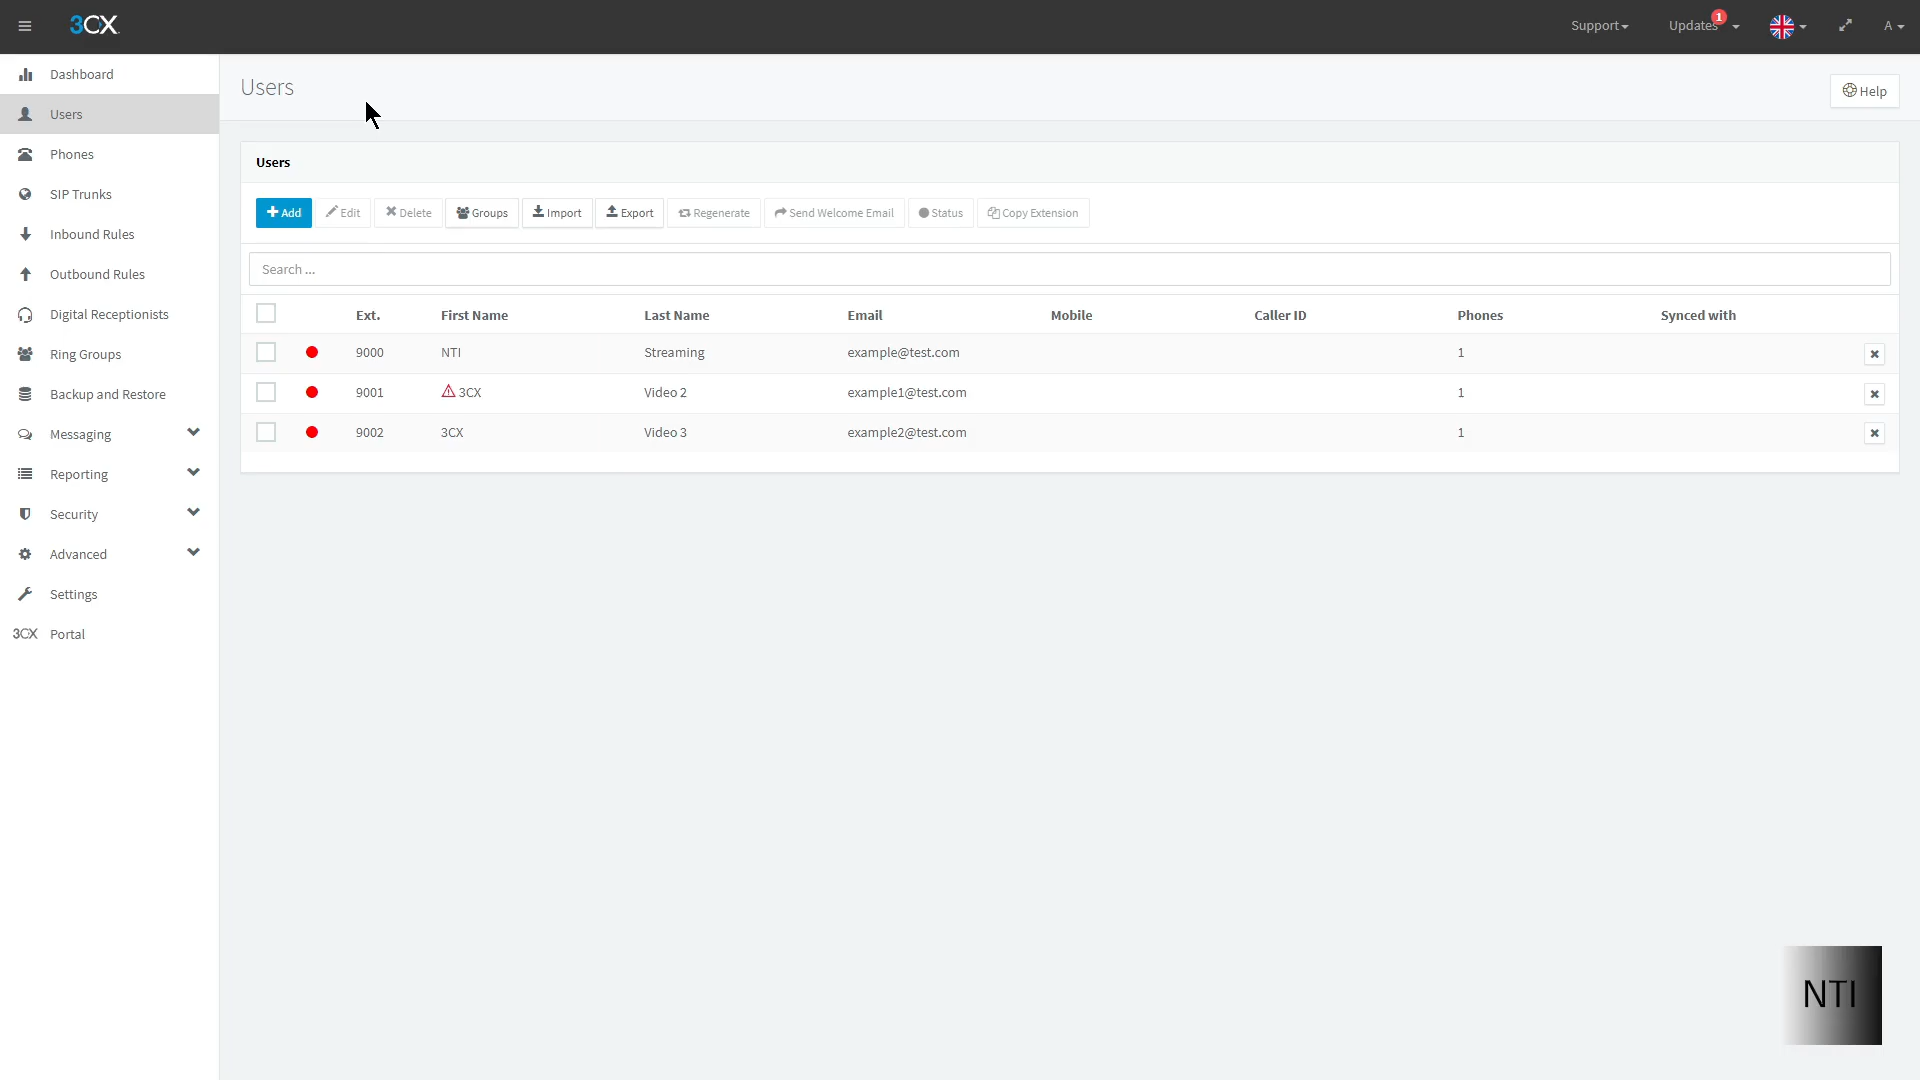 3CX
Support
Updates 1
A
Dashboard
Users
Phones
SIP Trunks
Inbound Rules
Outbound Rules
Digital Receptionists
Ring Groups
Backup and Restore
Messaging
Reporting
Security
Advanced
Settings
3CX Portal
Users
Help
Users
Add Edit Delete Groups Import Export Regenerate Send Welcome Email Status Copy Extension
Search ...
Ext. First Name Last Name Email Mobile Caller ID Phones Synced with
9000 NTI Streaming example@test.com 1
9001 3CX Video 2 example1@test.com 1
9002 3CX Video 3 example2@test.com 1
NTI